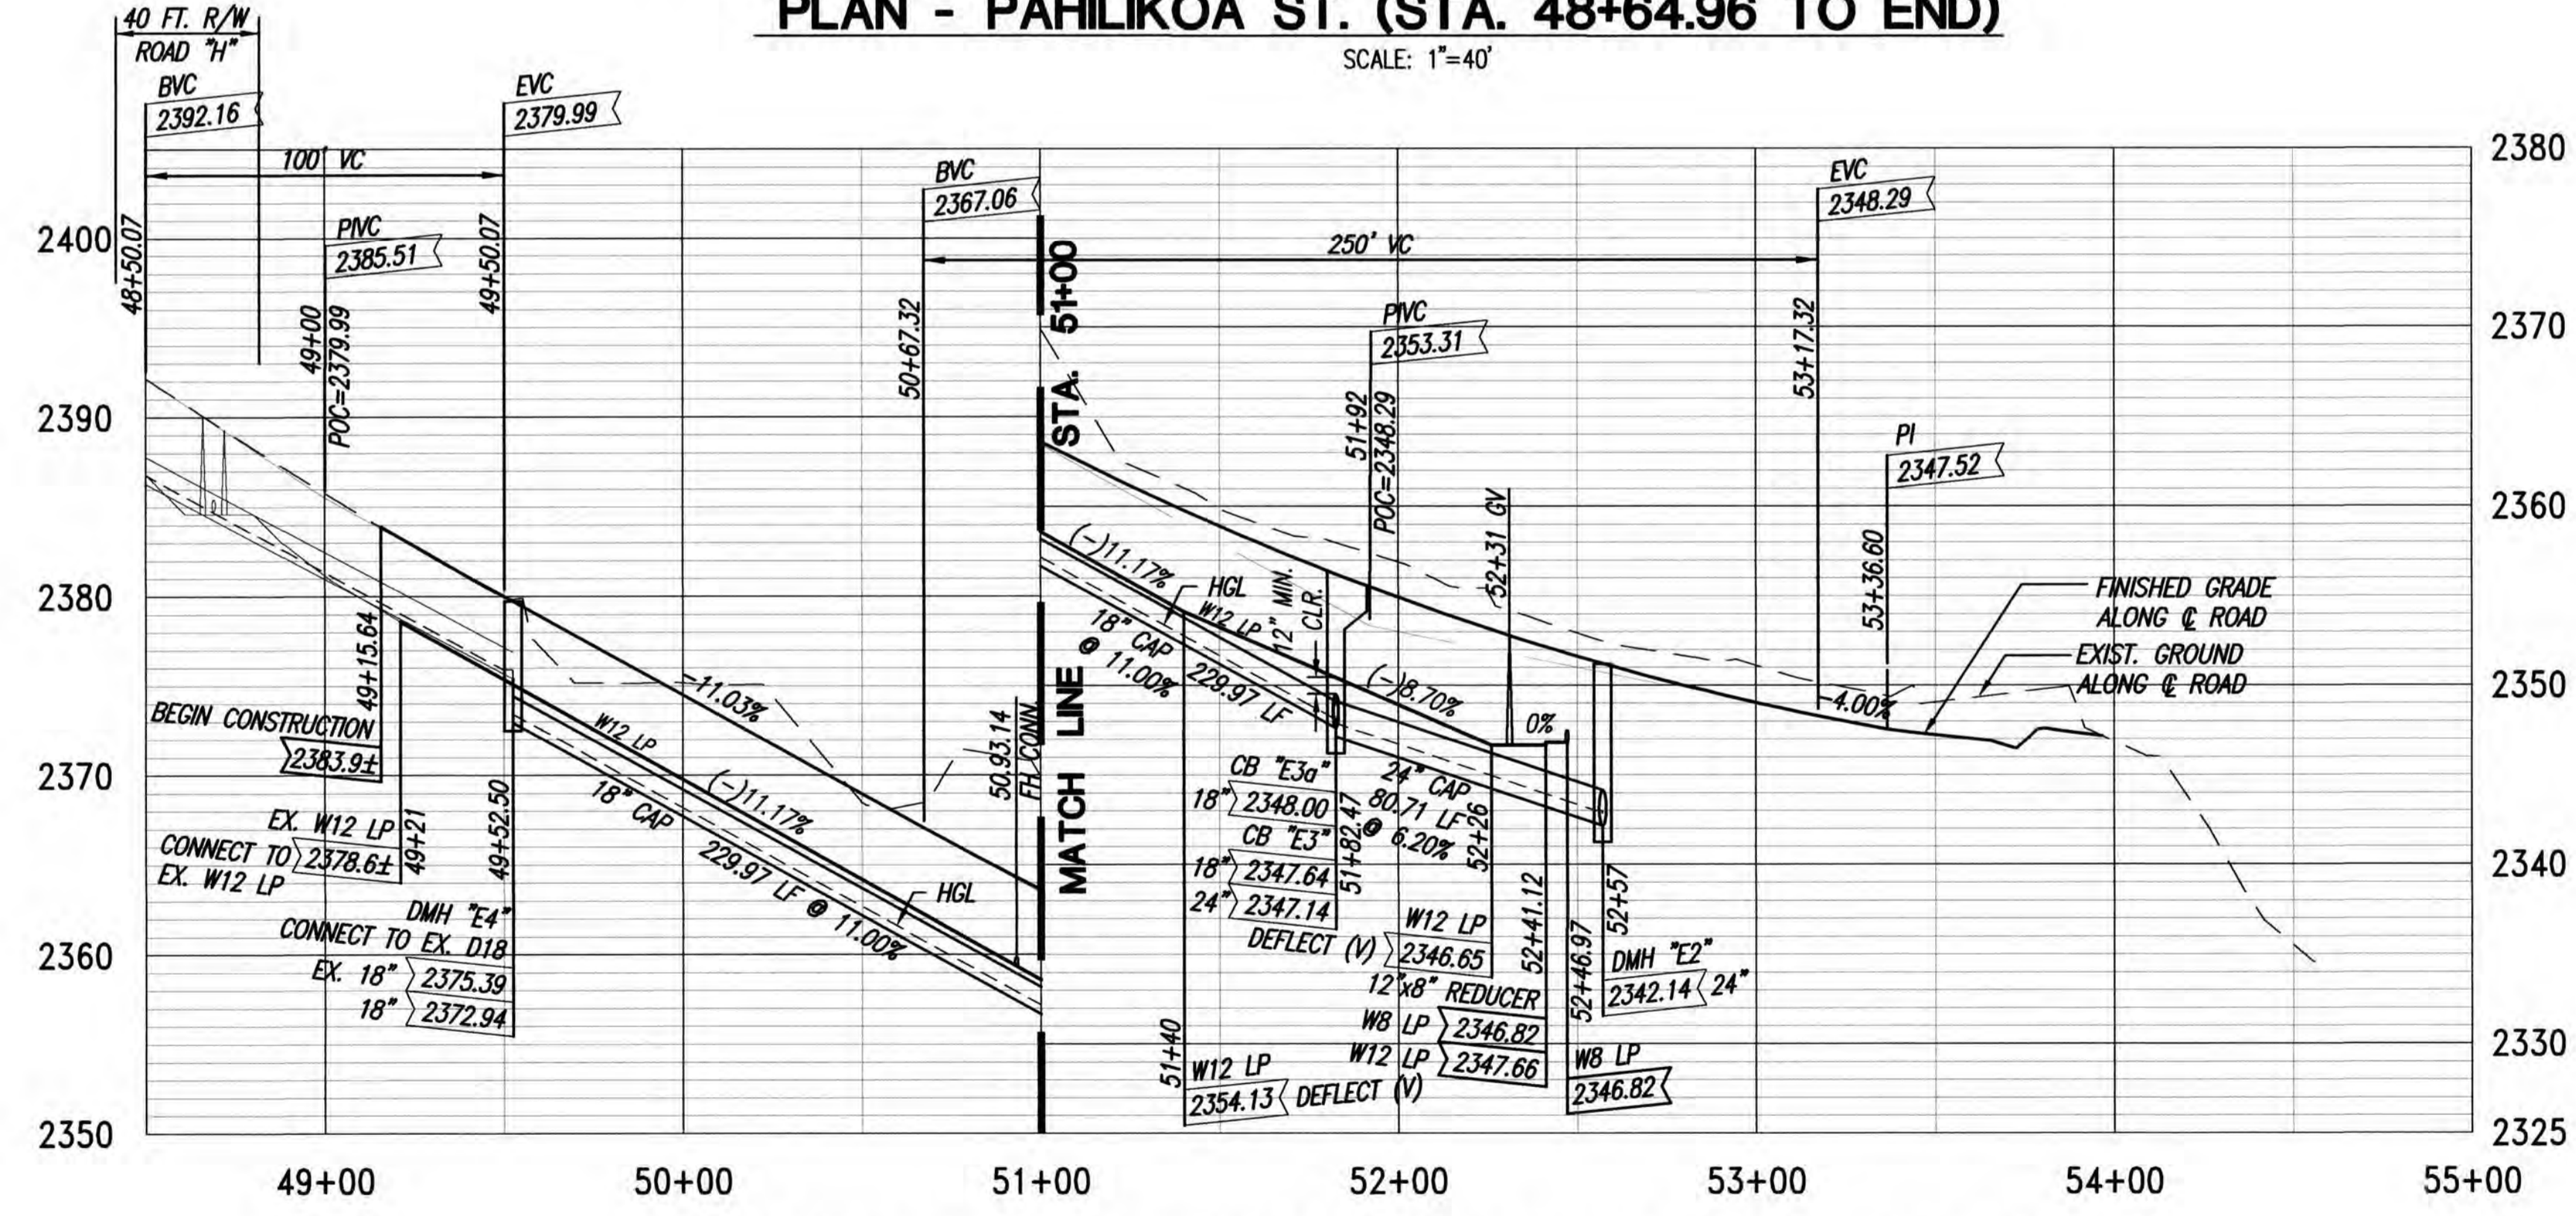 PLAN - PAHILIKOA ST. (STA. 48+64.96 TO END)
SCALE: 1"=40'
40 FT. R/W
ROAD "H"
BVC
2392.16
EVC
2379.99
100' VC
48+50.07
PIVC
2385.51
49+00
POC=2379.99
49+50.07
BVC
2367.06
50+67.32
250' VC
STA. 51+00
MATCH LINE
PIVC
2353.31
51+92
POC=2348.29
EVC
2348.29
53+17.32
PI
2347.52
53+36.60
52+31 GV
FINISHED GRADE
ALONG ℄ ROAD
EXIST. GROUND
ALONG ℄ ROAD
-4.00%
(-)11.17%
HGL
W12 LP
18" CAP 229.97 LF
@ 11.00%
12" MIN.
CLR.
(-)8.70%
0%
49+15.64
BEGIN CONSTRUCTION
2383.9±
EX. W12 LP
CONNECT TO 2378.6±
EX. W12 LP
49+21
49+52.50
DMH "E4"
CONNECT TO EX. D18
EX. 18" 2375.39
18" 2372.94
-11.03%
W12 LP
(-)11.17%
18" CAP
229.97 LF @ 11.00%
HGL
50.93.14
FH CONN.
CB "E3a"
18" 2348.00
CB "E3"
18" 2347.64
24" 2347.14
51+82.47
24" CAP
80.71 LF
@ 6.20%
52+26
W12 LP
DEFLECT (V) 2346.65
52+41.12
12"x8" REDUCER
W8 LP 2346.82
W12 LP 2347.66
52+46.97
W8 LP
2346.82
52+57
DMH "E2"
2342.14 24"
51+40
W12 LP
2354.13 DEFLECT (V)
2400
2390
2380
2370
2360
2350
2380
2370
2360
2350
2340
2330
2325
49+00 50+00 51+00 52+00 53+00 54+00 55+00